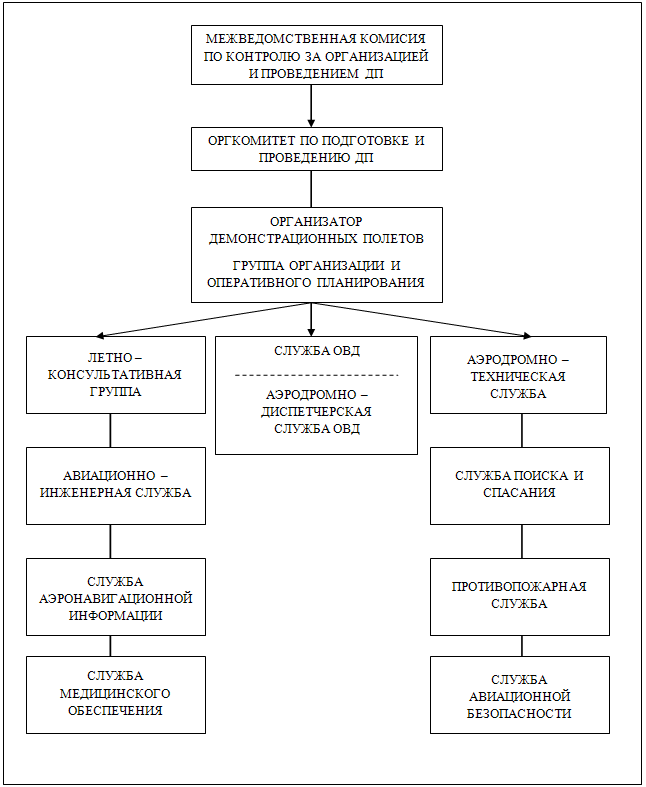 МЕЖВЕДОМСТВЕННАЯ КОМИСИЯ
ПО КОНТРОЛЮ ЗА ОРГАНИЗАЦИЕЙ
И ПРОВЕДЕНИЕМ ДП
ОРГКОМИТЕТ ПО ПОДГОТОВКЕ И
ПРОВЕДЕНИЮ ДП
ОРГАНИЗАТОР
ДЕМОНСТРАЦИОННЫХ ПОЛЕТОВ
ГРУППА ОРГАНИЗАЦИИ И
ОПЕРАТИВНОГО ПЛАНИРОВАНИЯ
ЛЕТНО –
КОНСУЛЬТАТИВНАЯ
ГРУППА
СЛУЖБА ОВД
АЭРОДРОМНО –
ДИСПЕТЧЕРСКАЯ
СЛУЖБА ОВД
АЭРОДРОМНО –
ТЕХНИЧЕСКАЯ
СЛУЖБА
АВИАЦИОННО –
ИНЖЕНЕРНАЯ СЛУЖБА
СЛУЖБА ПОИСКА И
СПАСАНИЯ
СЛУЖБА
АЭРОНАВИГАЦИОННОЙ
ИНФОРМАЦИИ
ПРОТИВОПОЖАРНАЯ
СЛУЖБА
СЛУЖБА
МЕДИЦИНСКОГО
ОБЕСПЕЧЕНИЯ
СЛУЖБА
АВИАЦИОННОЙ
БЕЗОПАСНОСТИ